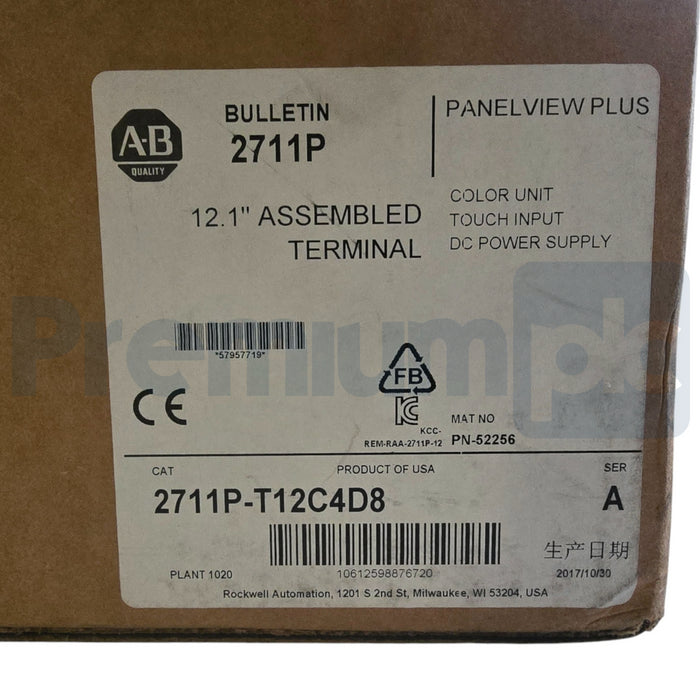 A-B
QUALITY
BULLETIN
2711P
PANELVIEW PLUS
12.1" ASSEMBLED
TERMINAL
COLOR UNIT
TOUCH INPUT
DC POWER SUPPLY
*57957719*
Premiumplc
FB
KCC-
REM-RAA-2711P-12
MAT NO
PN-52256
CE
CAT
PRODUCT OF USA
SER
2711P-T12C4D8
A
PLANT 1020
10612598876720
生产日期
2017/10/30
Rockwell Automation, 1201 S 2nd St, Milwaukee, WI 53204, USA